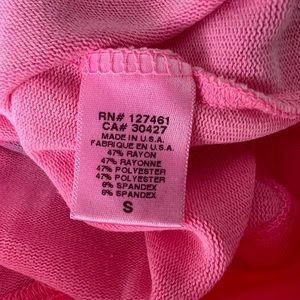 RN# 127461
CA# 30427
MADE IN U.S.A.
FABRIQUE EN U.S.A.
47% RAYON
47% RAYONNE
47% POLYESTER
47% POLYESTER
6% SPANDEX
6% SPANDEX
S